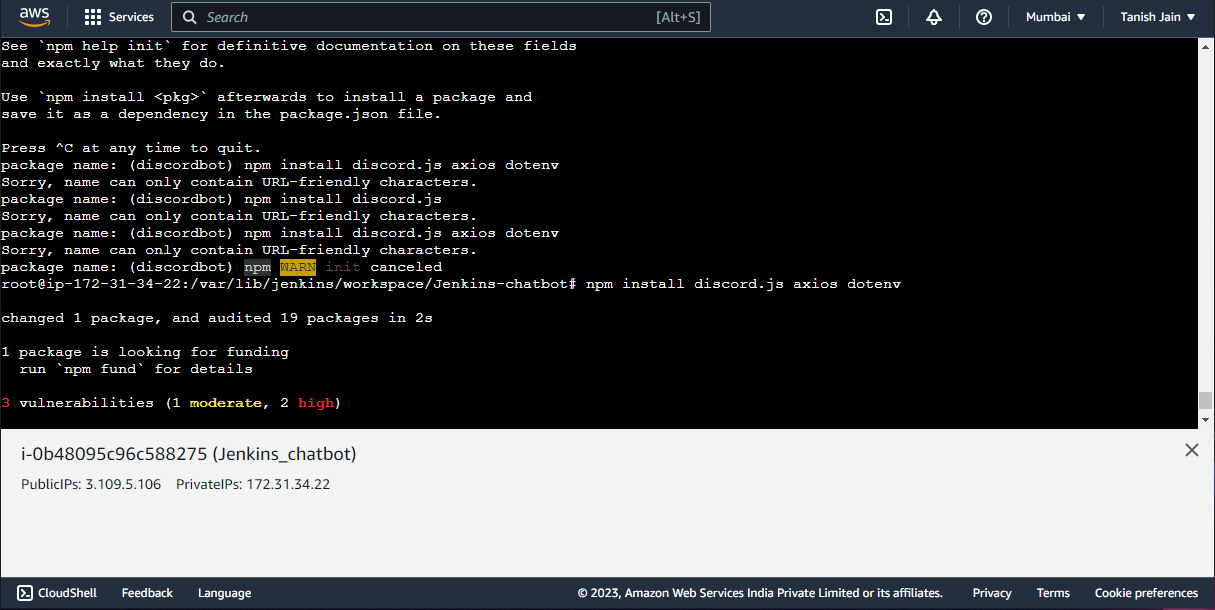 aws Services Search [Alt+S] Mumbai Tanish Jain
See `npm help init` for definitive documentation on these fields
and exactly what they do.
Use `npm install <pkg>` afterwards to install a package and
save it as a dependency in the package.json file.
Press ^C at any time to quit.
package name: (discordbot) npm install discord.js axios dotenv
Sorry, name can only contain URL-friendly characters.
package name: (discordbot) npm install discord.js
Sorry, name can only contain URL-friendly characters.
package name: (discordbot) npm install discord.js axios dotenv
Sorry, name can only contain URL-friendly characters.
package name: (discordbot) npm WARN init canceled
root@ip-172-31-34-22:/var/lib/jenkins/workspace/Jenkins-chatbot# npm install discord.js axios dotenv
changed 1 package, and audited 19 packages in 2s
1 package is looking for funding
  run `npm fund` for details
3 vulnerabilities (1 moderate, 2 high)
i-0b48095c96c588275 (Jenkins_chatbot)
PublicIPs: 3.109.5.106 PrivateIPs: 172.31.34.22
CloudShell Feedback Language © 2023, Amazon Web Services India Private Limited or its affiliates. Privacy Terms Cookie preferences